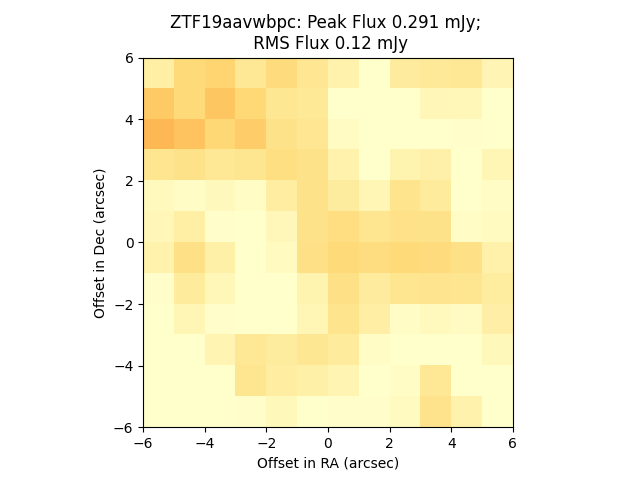 ZTF19aavwbpc: Peak Flux 0.291 mJy;
RMS Flux 0.12 mJy
6
4
2
0
−2
−4
−6
Offset in Dec (arcsec)
−6 −4 −2 0 2 4 6
Offset in RA (arcsec)